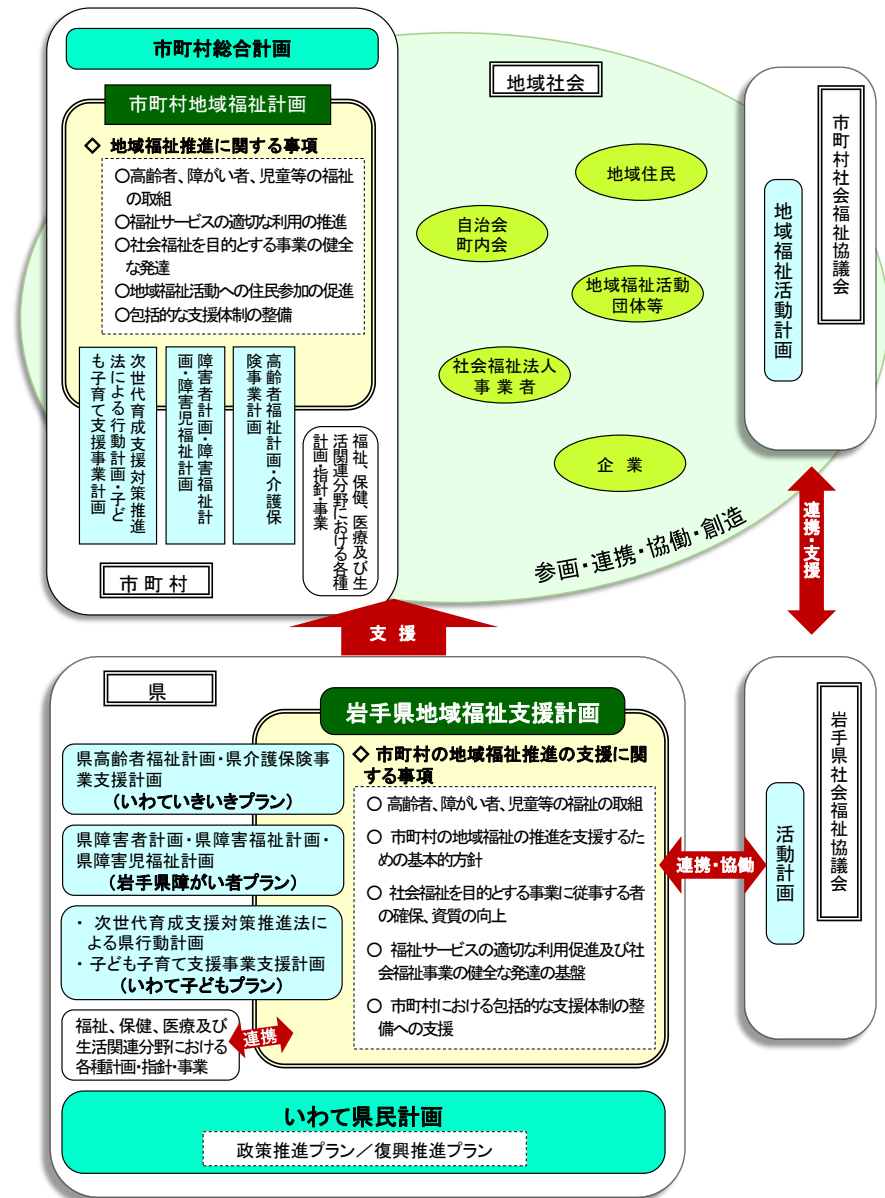 市町村総合計画
市町村地域福祉計画
◇ 地域福祉推進に関する事項
○高齢者、障がい者、児童等の福祉
の取組
○福祉サービスの適切な利用の推進
○社会福祉を目的とする事業の健全
な発達
○地域福祉活動への住民参加の促進
○包括的な支援体制の整備
高齢者福祉計画・介護保
険事業計画
障害者計画・障害福祉計
画・障害児福祉計画
次世代育成支援対策推進
法による行動計画・子ど
も子育て支援事業計画
福祉、保健、医療及び生
活関連分野における各種
計画・指針・事業
市町村
地域社会
地域住民
自治会
町内会
地域福祉活動
団体等
社会福祉法人
事業者
企業
参画・連携・協働・創造
市町村社会福祉協議会
地域福祉活動計画
連携・支援
支援
県
岩手県地域福祉支援計画
◇ 市町村の地域福祉推進の支援に関
する事項
○ 高齢者、障がい者、児童等の福祉の取組
○ 市町村の地域福祉の推進を支援するた
めの基本的方針
○ 社会福祉を目的とする事業に従事する者
の確保、資質の向上
○ 福祉サービスの適切な利用促進及び社
会福祉事業の健全な発達の基盤
○ 市町村における包括的な支援体制の整
備への支援
県高齢者福祉計画・県介護保険事
業支援計画
(いわていきいきプラン)
県障害者計画・県障害福祉計画・
県障害児福祉計画
(岩手県障がい者プラン)
・ 次世代育成支援対策推進法に
よる県行動計画
・ 子ども子育て支援事業支援計画
(いわて子どもプラン)
福祉、保健、医療及び
生活関連分野における
各種計画・指針・事業
連携
連携・協働
岩手県社会福祉協議会
活動計画
いわて県民計画
政策推進プラン/復興推進プラン